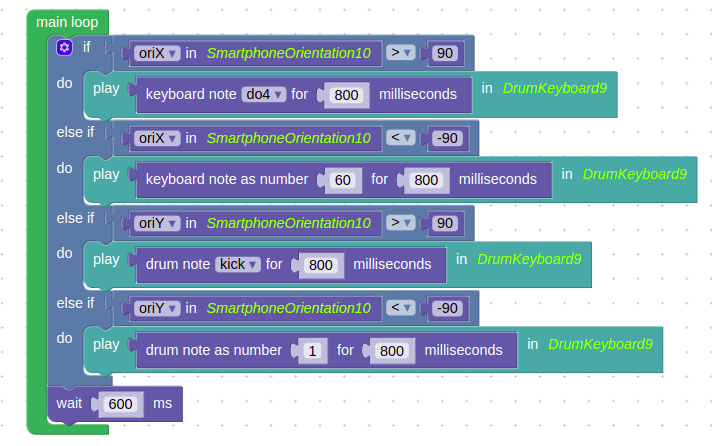 main loop
if oriX ▾ in SmartphoneOrientation10 > ▾ 90
do play keyboard note do4 ▾ for 800 milliseconds in DrumKeyboard9
else if oriX ▾ in SmartphoneOrientation10 < ▾ -90
do play keyboard note as number 60 for 800 milliseconds in DrumKeyboard9
else if oriY ▾ in SmartphoneOrientation10 > ▾ 90
do play drum note kick ▾ for 800 milliseconds in DrumKeyboard9
else if oriY ▾ in SmartphoneOrientation10 < ▾ -90
do play drum note as number 1 for 800 milliseconds in DrumKeyboard9
wait 600 ms